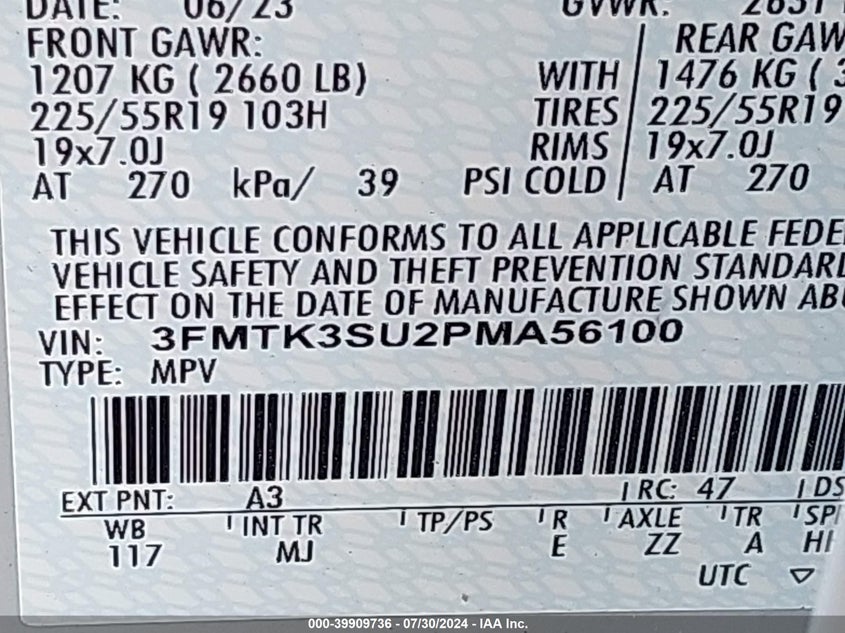 DATE: 06/23 GVWR: 2631
FRONT GAWR: REAR GAW
1207 KG ( 2660 LB) WITH 1476 KG ( 3
225/55R19 103H TIRES 225/55R19
19x7.0J RIMS 19x7.0J
AT 270 kPa/ 39 PSI COLD AT 270
THIS VEHICLE CONFORMS TO ALL APPLICABLE FEDE
VEHICLE SAFETY AND THEFT PREVENTION STANDARD
EFFECT ON THE DATE OF MANUFACTURE SHOWN ABO
VIN: 3FMTK3SU2PMA56100
TYPE: MPV
EXT PNT: A3 RC: 47 DS
WB INT TR TP/PS R AXLE TR SPR
117 MJ E ZZ A HI
UTC
000-39909736 - 07/30/2024 - IAA Inc.